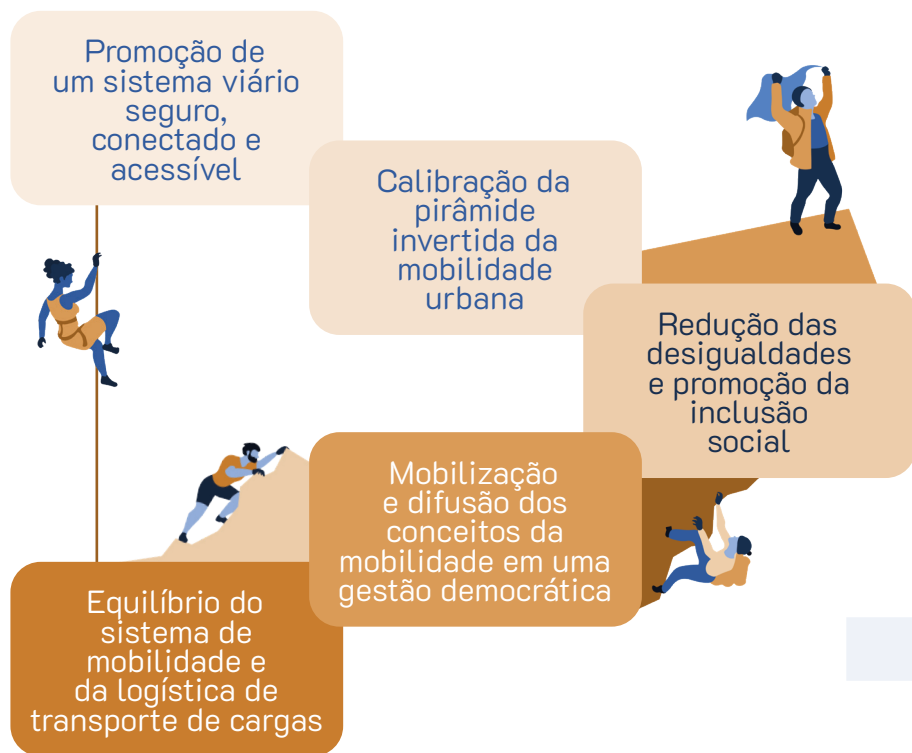 Promoção de
um sistema viário
seguro,
conectado e
acessível
Calibração da
pirâmide
invertida da
mobilidade
urbana
Redução das
desigualdades
e promoção da
inclusão
social
Mobilização
e difusão dos
conceitos da
mobilidade em uma
gestão democrática
Equilíbrio do
sistema de
mobilidade e
da logística de
transporte de cargas